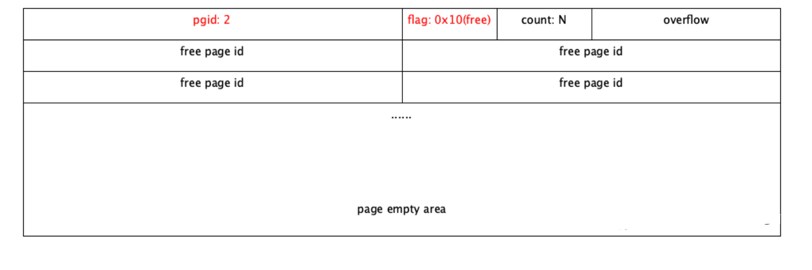 pgid: 2 flag: 0x10(free) count: N overflow
free page id free page id
free page id free page id
......
page empty area